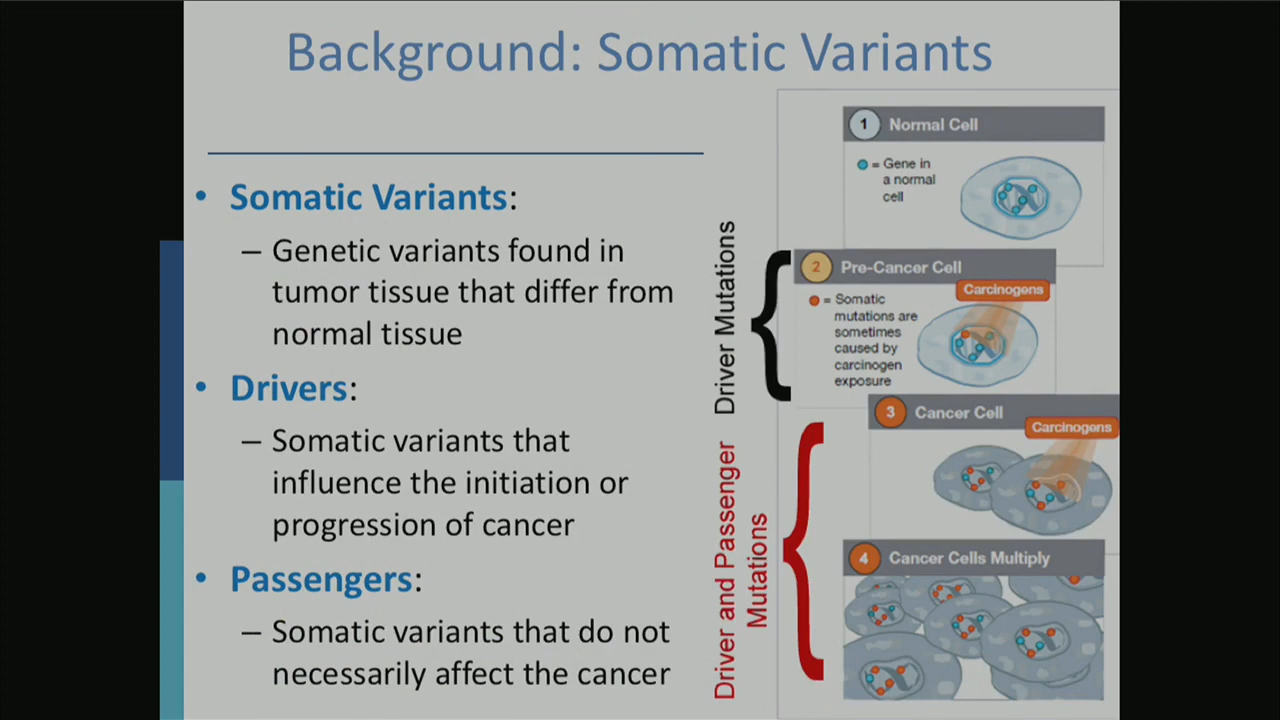 Background: Somatic Variants
• Somatic Variants:
– Genetic variants found in
tumor tissue that differ from
normal tissue
• Drivers:
– Somatic variants that
influence the initiation or
progression of cancer
• Passengers:
– Somatic variants that do not
necessarily affect the cancer
Driver Mutations
Driver and Passenger
Mutations
1 Normal Cell
= Gene in
a normal
cell
2 Pre-Cancer Cell
Carcinogens
= Somatic
mutations are
sometimes
caused by
carcinogen
exposure
3 Cancer Cell
Carcinogens
4 Cancer Cells Multiply